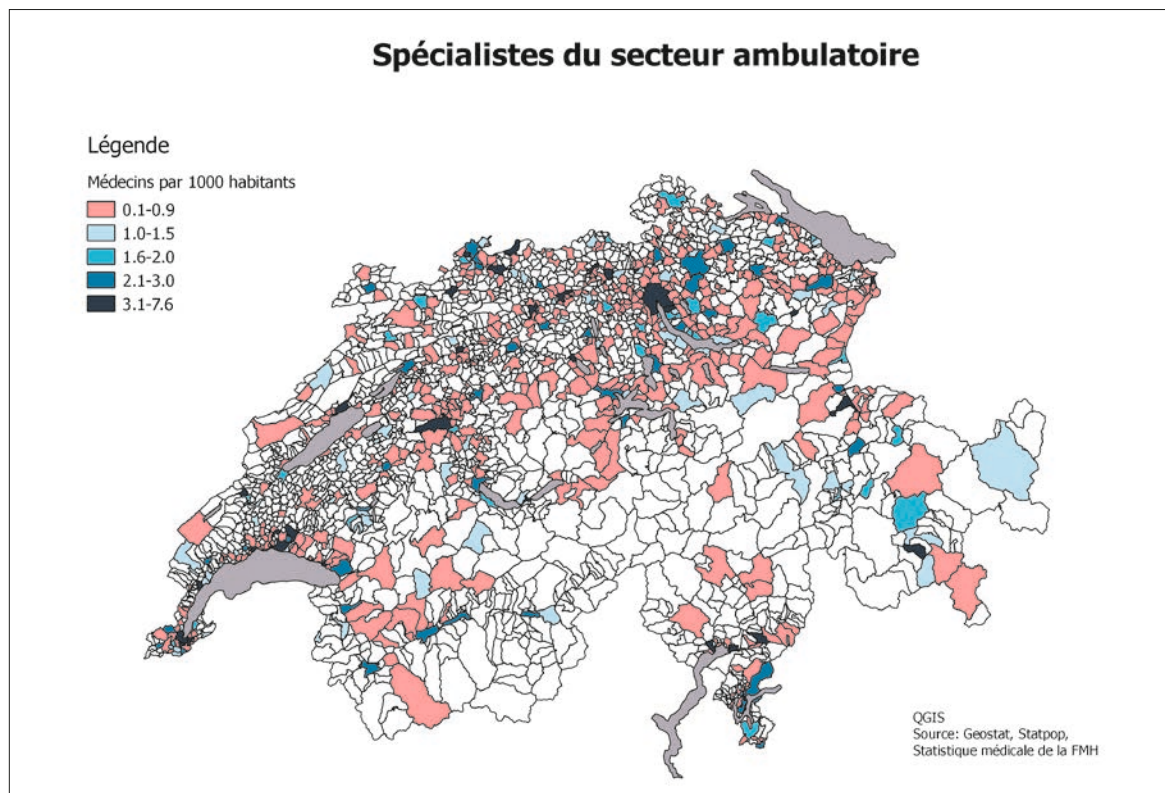 Spécialistes du secteur ambulatoire
Légende
Médecins par 1000 habitants
0.1-0.9
1.0-1.5
1.6-2.0
2.1-3.0
3.1-7.6
QGIS
Source: Geostat, Statpop,
Statistique médicale de la FMH